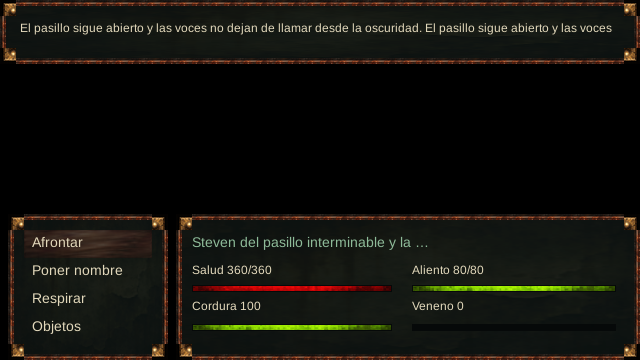 El pasillo sigue abierto y las voces no dejan de llamar desde la oscuridad. El pasillo sigue abierto y las voces
Afrontar
Poner nombre
Respirar
Objetos
Steven del pasillo interminable y la …
Salud 360/360
Aliento 80/80
Cordura 100
Veneno 0